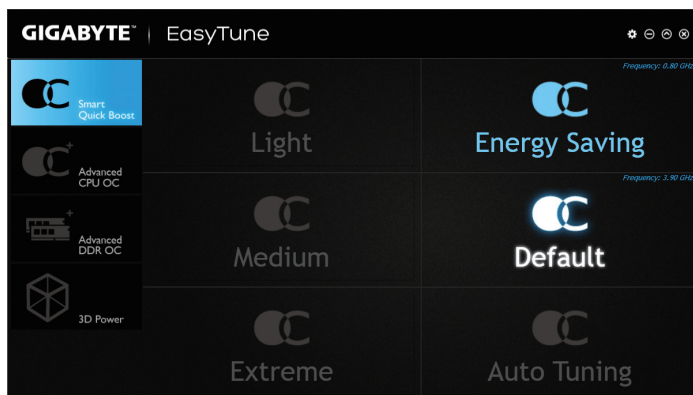 GIGABYTE™ | EasyTune
Smart
Quick Boost
Advanced
CPU OC
Advanced
DDR OC
3D Power
Light
Frequency: 0.80 GHz
Energy Saving
Medium
Frequency: 3.90 GHz
Default
Extreme
Auto Tuning